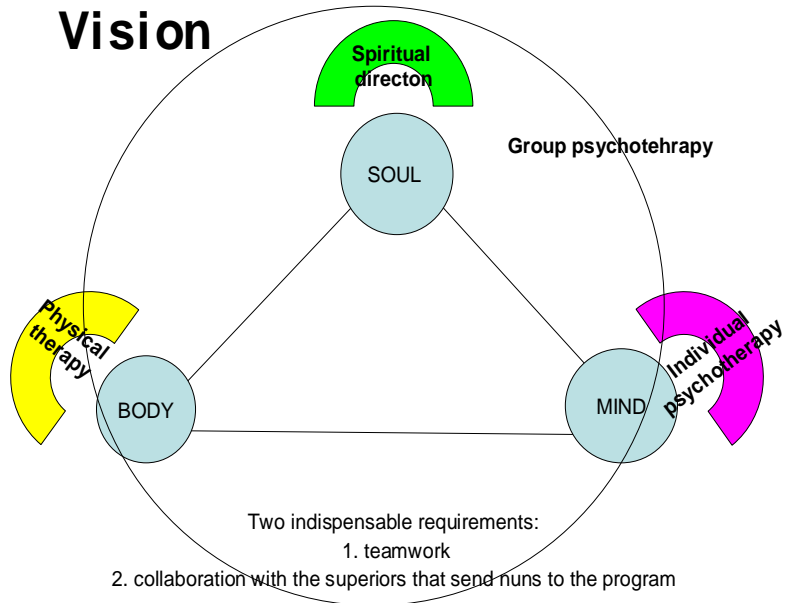 Vision
Spiritual
directon
Group psychotehrapy
SOUL
Physical
therapy
Individual
psychotherapy
BODY
MIND
Two indispensable requirements:
1. teamwork
2. collaboration with the superiors that send nuns to the program